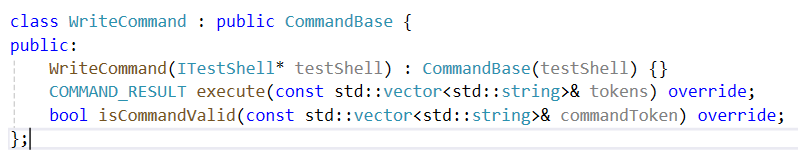 class WriteCommand : public CommandBase {
public:
    WriteCommand(ITestShell* testShell) : CommandBase(testShell) {}
    COMMAND_RESULT execute(const std::vector<std::string>& tokens) override;
    bool isCommandValid(const std::vector<std::string>& commandToken) override;
};